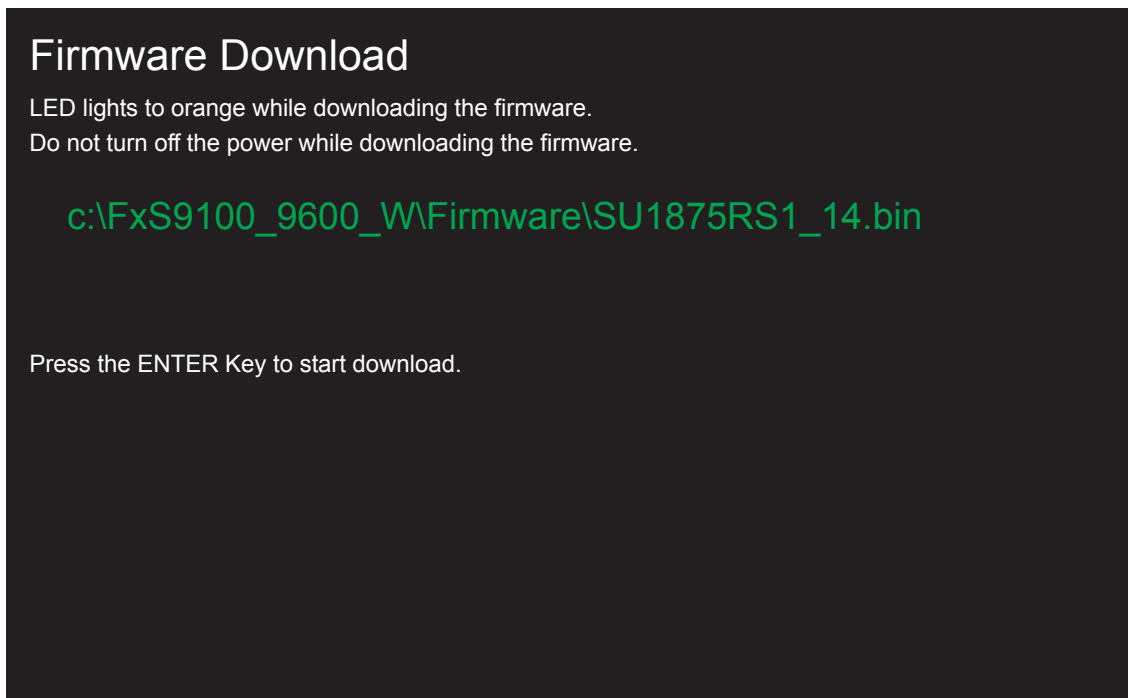 Firmware Download
LED lights to orange while downloading the firmware.
Do not turn off the power while downloading the firmware.
c:\FxS9100_9600_W\Firmware\SU1875RS1_14.bin
Press the ENTER Key to start download.